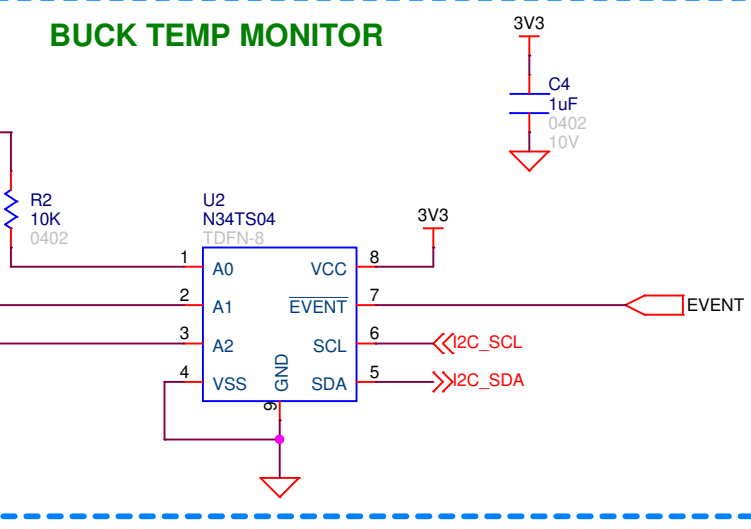 BUCK TEMP MONITOR
3V3
C4
1uF
0402
10V
R2
10K
0402
U2
N34TS04
TDFN-8
3V3
1 A0 VCC 8
2 A1 EVENT 7 EVENT
3 A2 SCL 6 I2C_SCL
4 VSS GND SDA 5 I2C_SDA
9